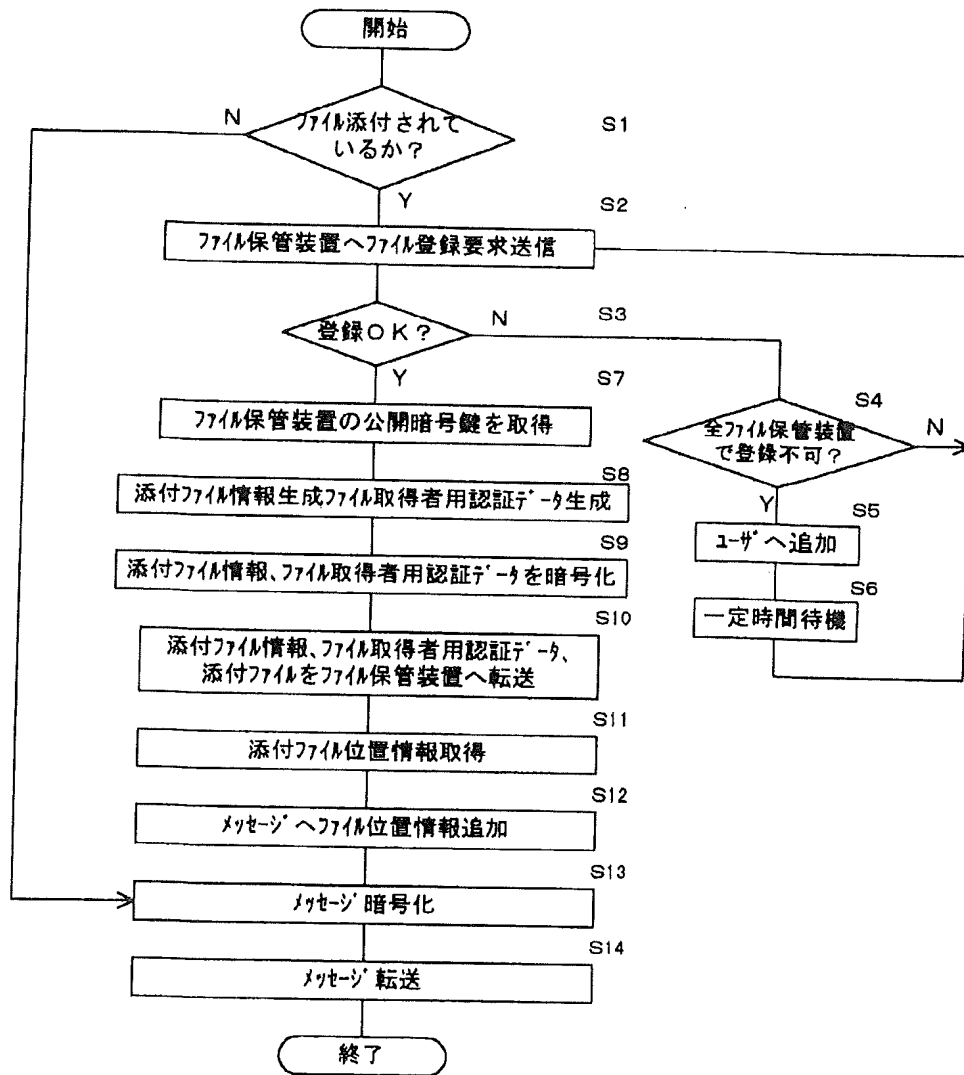 開始
N
ファイル添付されて
いるか?
S1
Y
S2
ファイル保管装置へファイル登録要求送信
登録OK?
N
S3
Y
S7
ファイル保管装置の公開暗号鍵を取得
S4
全ファイル保管装置
で登録不可?
N
Y
S8
添付ファイル情報生成,ファイル取得者用認証データ生成
S5
ユーザへ追加
S9
添付ファイル情報、ファイル取得者用認証データを暗号化
S6
一定時間待機
S10
添付ファイル情報、ファイル取得者用認証データ、
添付ファイルをファイル保管装置へ転送
S11
添付ファイル位置情報取得
S12
メッセージへファイル位置情報追加
S13
メッセージ暗号化
S14
メッセージ転送
終了